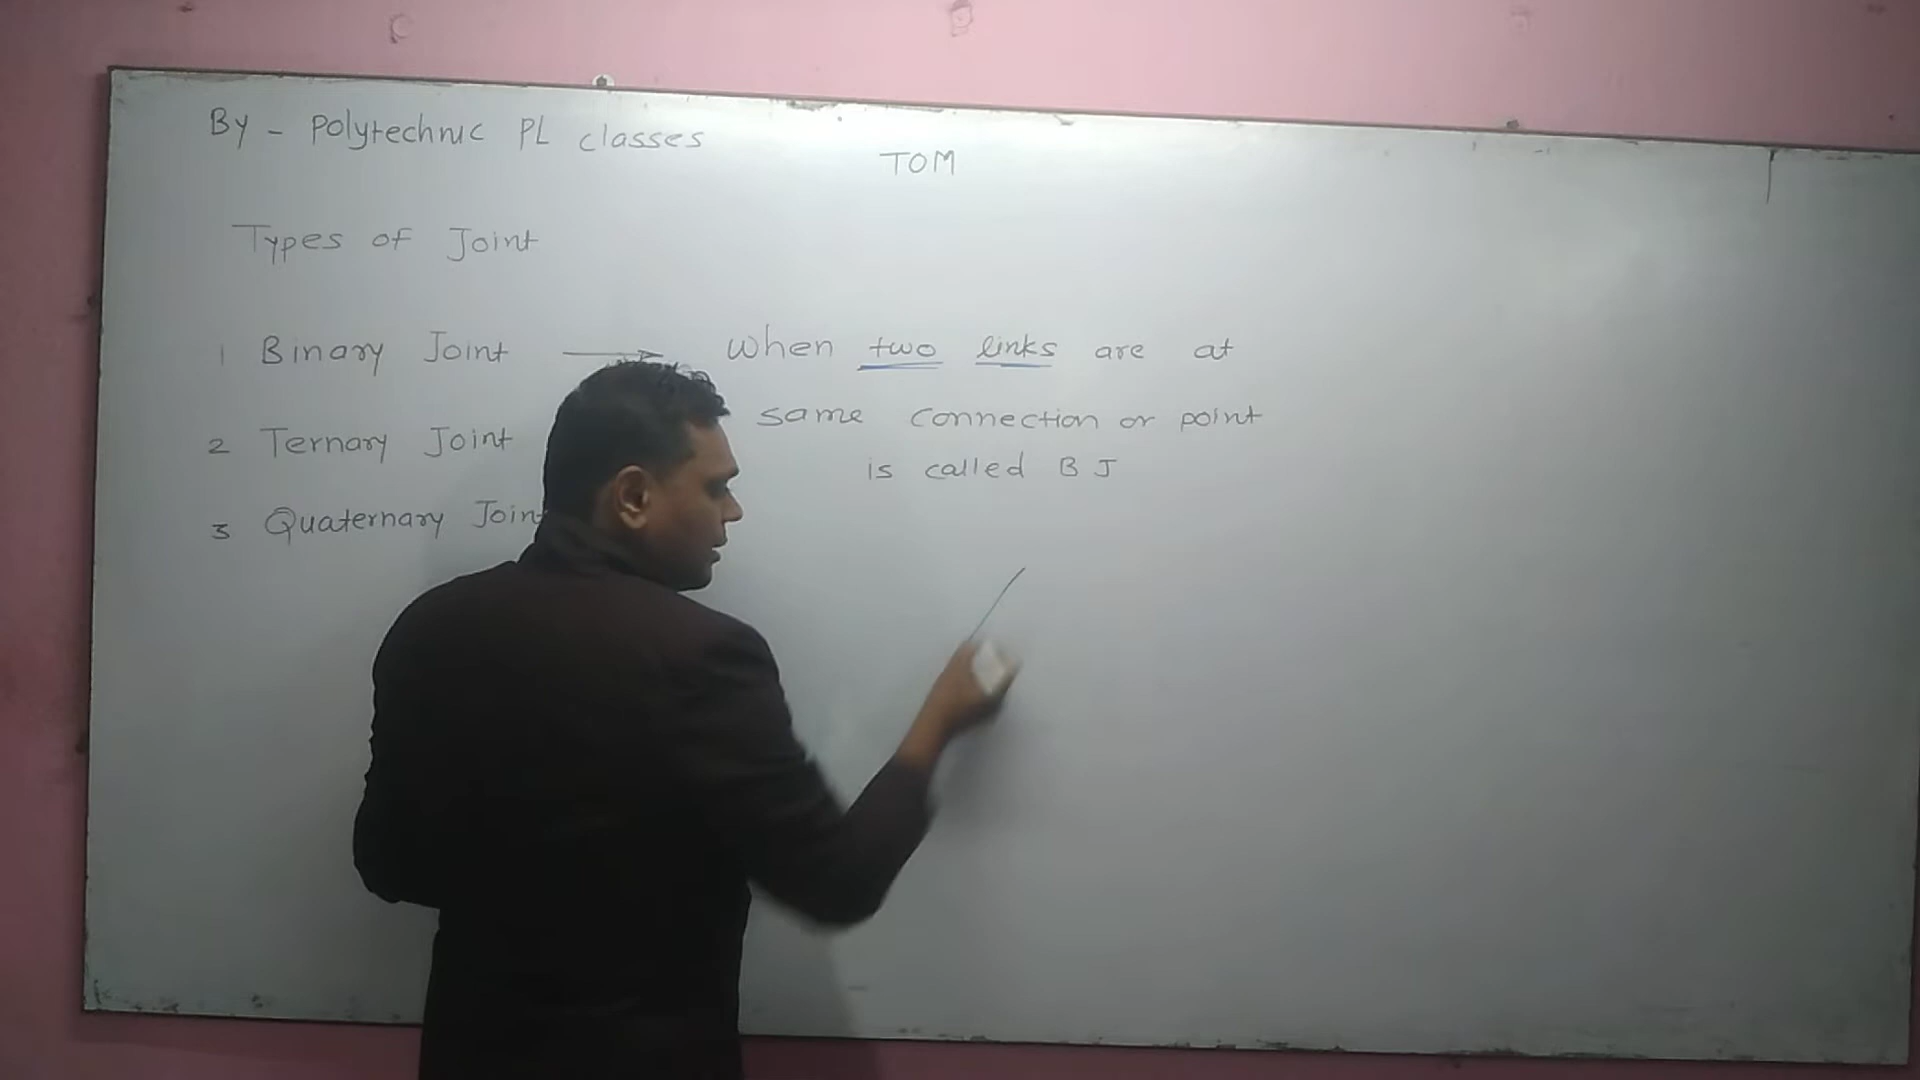 By - Polytechnic PL classes
TOM
Types of Joint
1 Binary Joint → When two links are at
same connection or point
is called B J
2 Ternary Joint
3 Quaternary Joint